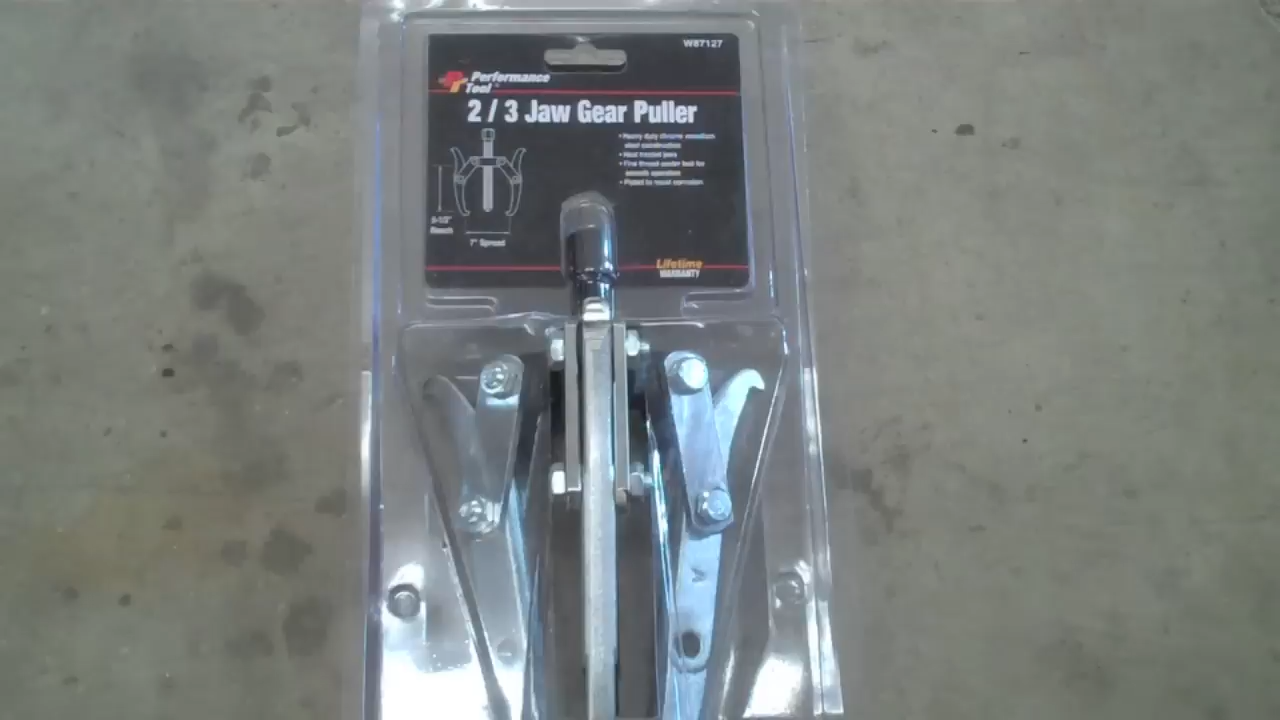 W87127
Performance
Tool
2 / 3 Jaw Gear Puller
• Heavy duty chrome vanadium
steel construction
• Heat treated jaws
• Fine thread center bolt for
smooth operation
• Plated to resist corrosion
Reach
7" Spread
Lifetime
WARRANTY